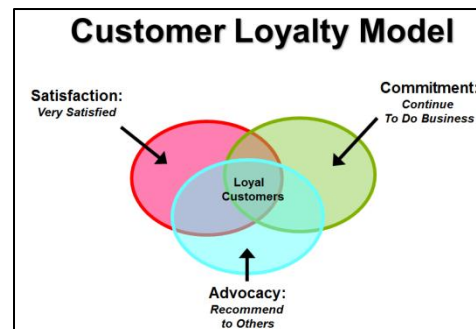 Customer Loyalty Model
Satisfaction:
Very Satisfied
Commitment:
Continue
To Do Business
Loyal
Customers
Advocacy:
Recommend
to Others